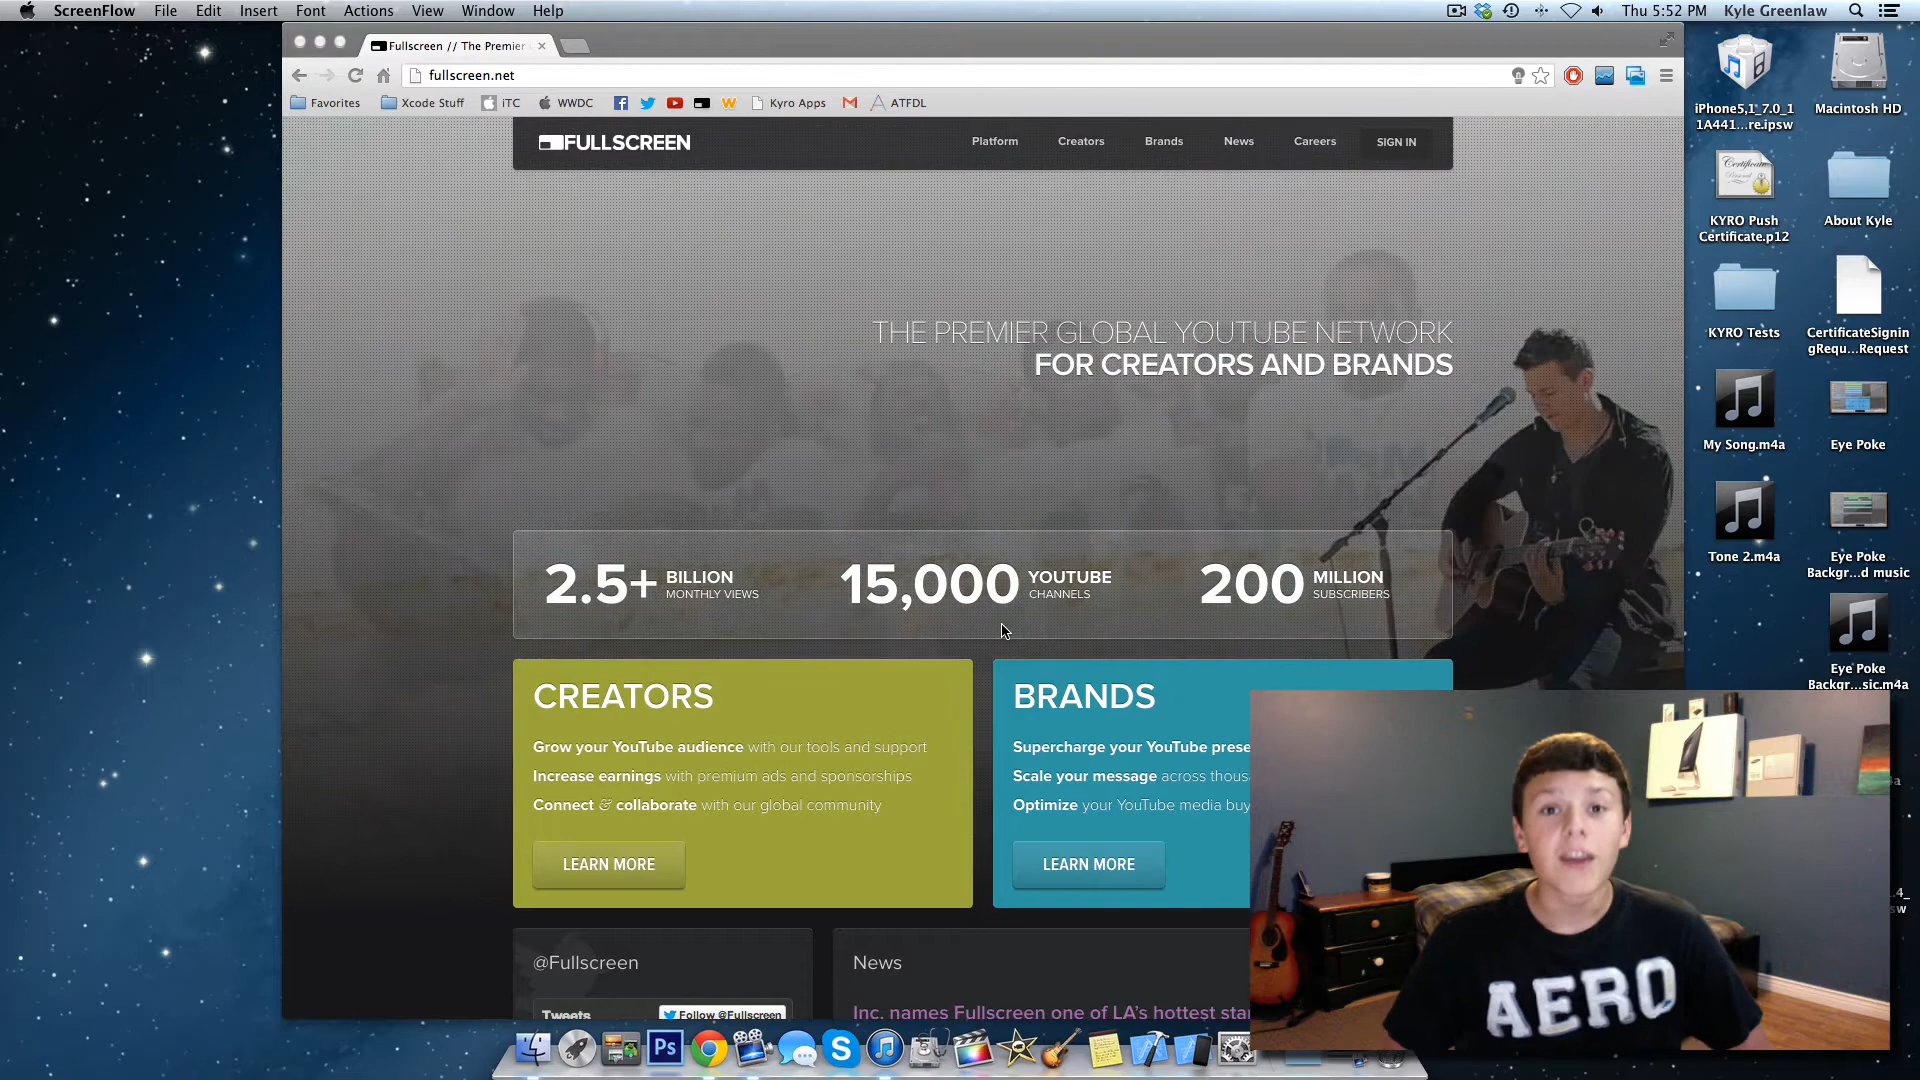 ScreenFlow File Edit Insert Font Actions View Window Help
Thu 5:52 PM Kyle Greenlaw
Fullscreen // The Premier
fullscreen.net
Favorites Xcode Stuff iTC WWDC Kyro Apps ATFDL
FULLSCREEN
Platform Creators Brands News Careers SIGN IN
THE PREMIER GLOBAL YOUTUBE NETWORK
FOR CREATORS AND BRANDS
2.5+ BILLION
MONTHLY VIEWS
15,000 YOUTUBE
CHANNELS
200 MILLION
SUBSCRIBERS
CREATORS
Grow your YouTube audience with our tools and support
Increase earnings with premium ads and sponsorships
Connect & collaborate with our global community
LEARN MORE
BRANDS
Supercharge your YouTube prese
Scale your message across thous
Optimize your YouTube media buy
LEARN MORE
@Fullscreen
Tweets
Follow @Fullscreen
News
Inc. names Fullscreen one of LA's hottest star
iPhone5,1_7.0_1
1A441...re.ipsw
Macintosh HD
KYRO Push
Certificate.p12
About Kyle
KYRO Tests
CertificateSignin
gRequ...Request
My Song.m4a
Eye Poke
Tone 2.m4a
Eye Poke
Backgr...d music
Eye Poke
Backgr...sic.m4a
Ps
AERO